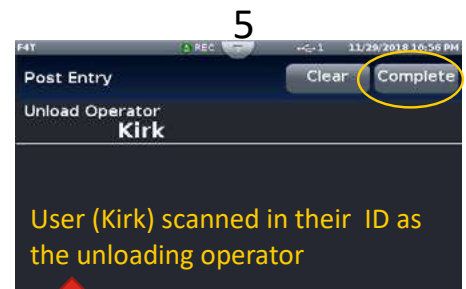 5
F4T REC 1 11/29/2018 10:56 PM
Post Entry Clear Complete
Unload Operator
Kirk
User (Kirk) scanned in their ID as
the unloading operator